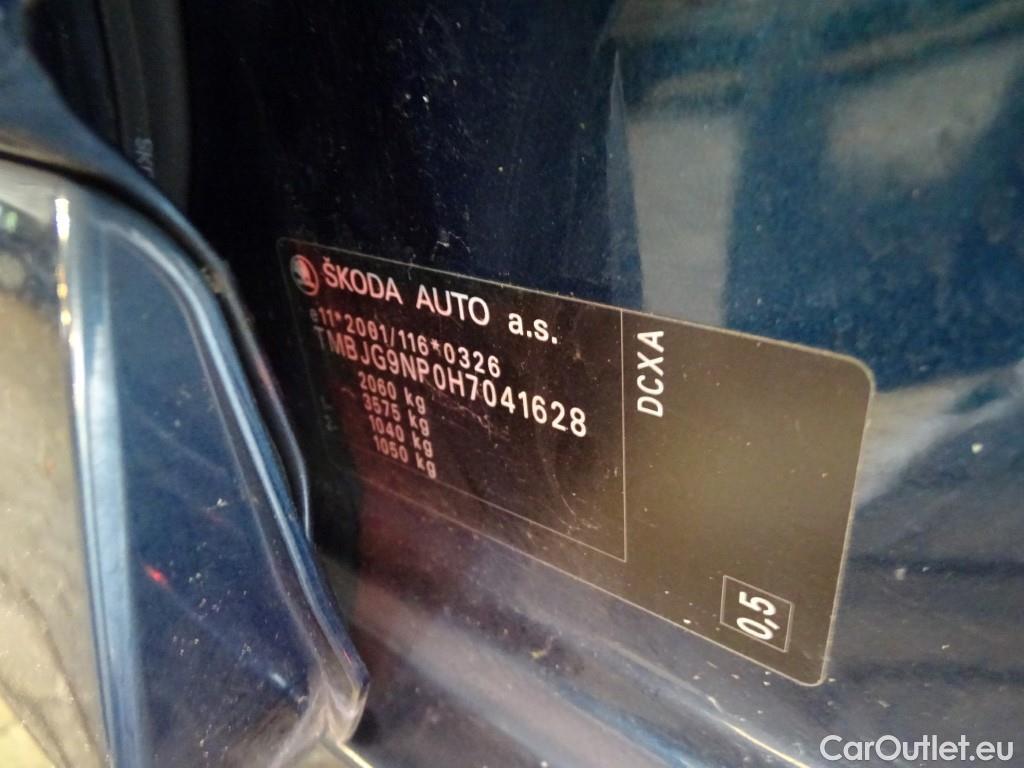 ŠKODA AUTO a.s.
e11*2001/116*0326
TMBJG9NP0H7041628
2060 kg
3575 kg
1040 kg
1050 kg
DCXA
0,5
CarOutlet.eu